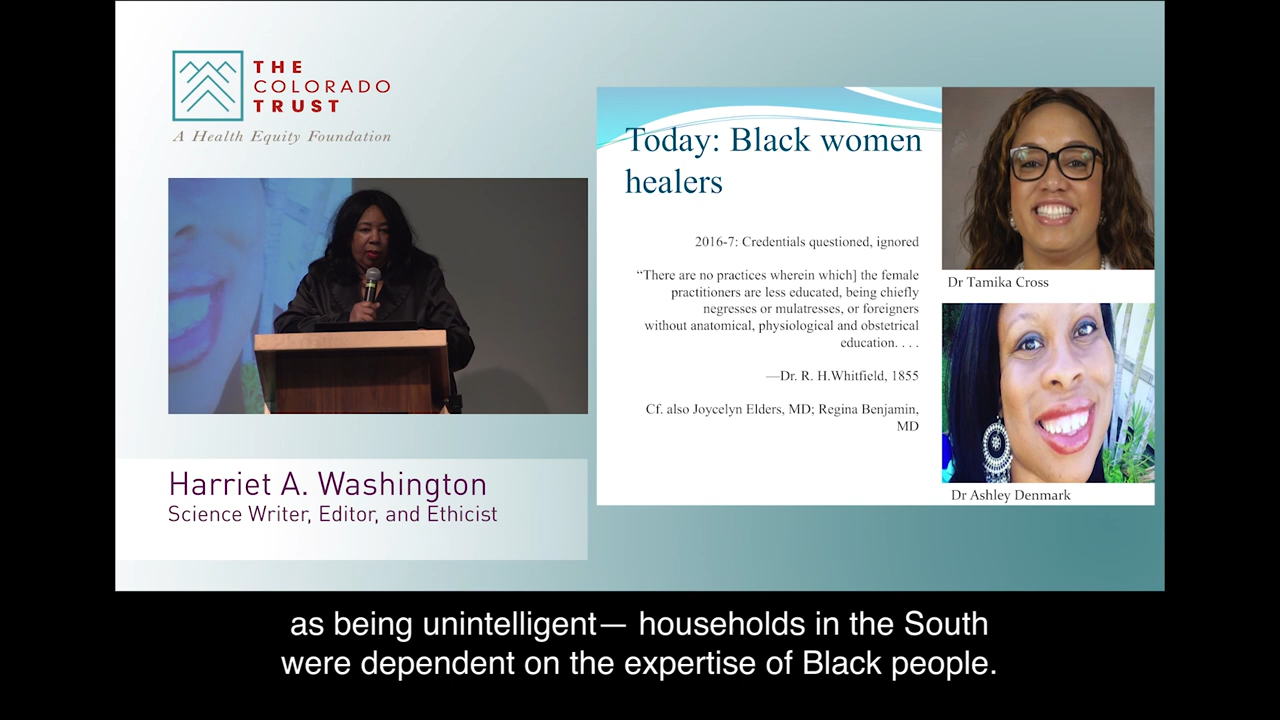 THE
COLORADO
TRUST
A Health Equity Foundation
Today: Black women
healers
2016-7: Credentials questioned, ignored
“There are no practices wherein which] the female
practitioners are less educated, being chiefly
negresses or mulatresses, or foreigners
without anatomical, physiological and obstetrical
education. . . .
—Dr. R. H.Whitfield, 1855
Cf. also Joycelyn Elders, MD; Regina Benjamin,
MD
Dr Tamika Cross
Dr Ashley Denmark
Harriet A. Washington
Science Writer, Editor, and Ethicist
as being unintelligent— households in the South
were dependent on the expertise of Black people.